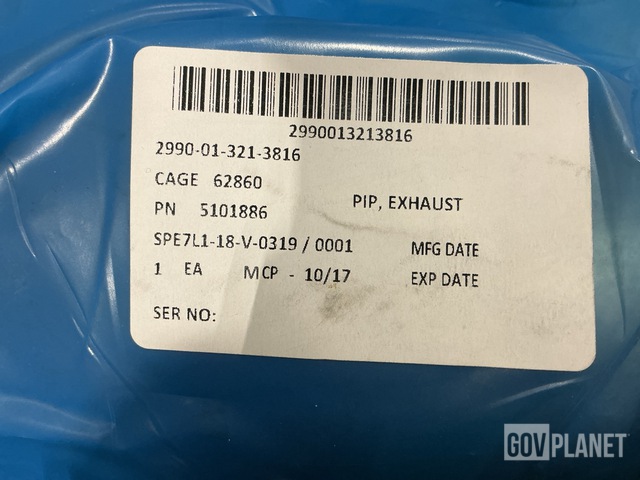 2990013213816
2990-01-321-3816
CAGE 62860
PIP, EXHAUST
PN 5101886
SPE7L1-18-V-0319 / 0001 MFG DATE
1 EA MCP - 10/17 EXP DATE
SER NO:
GOVPLANET